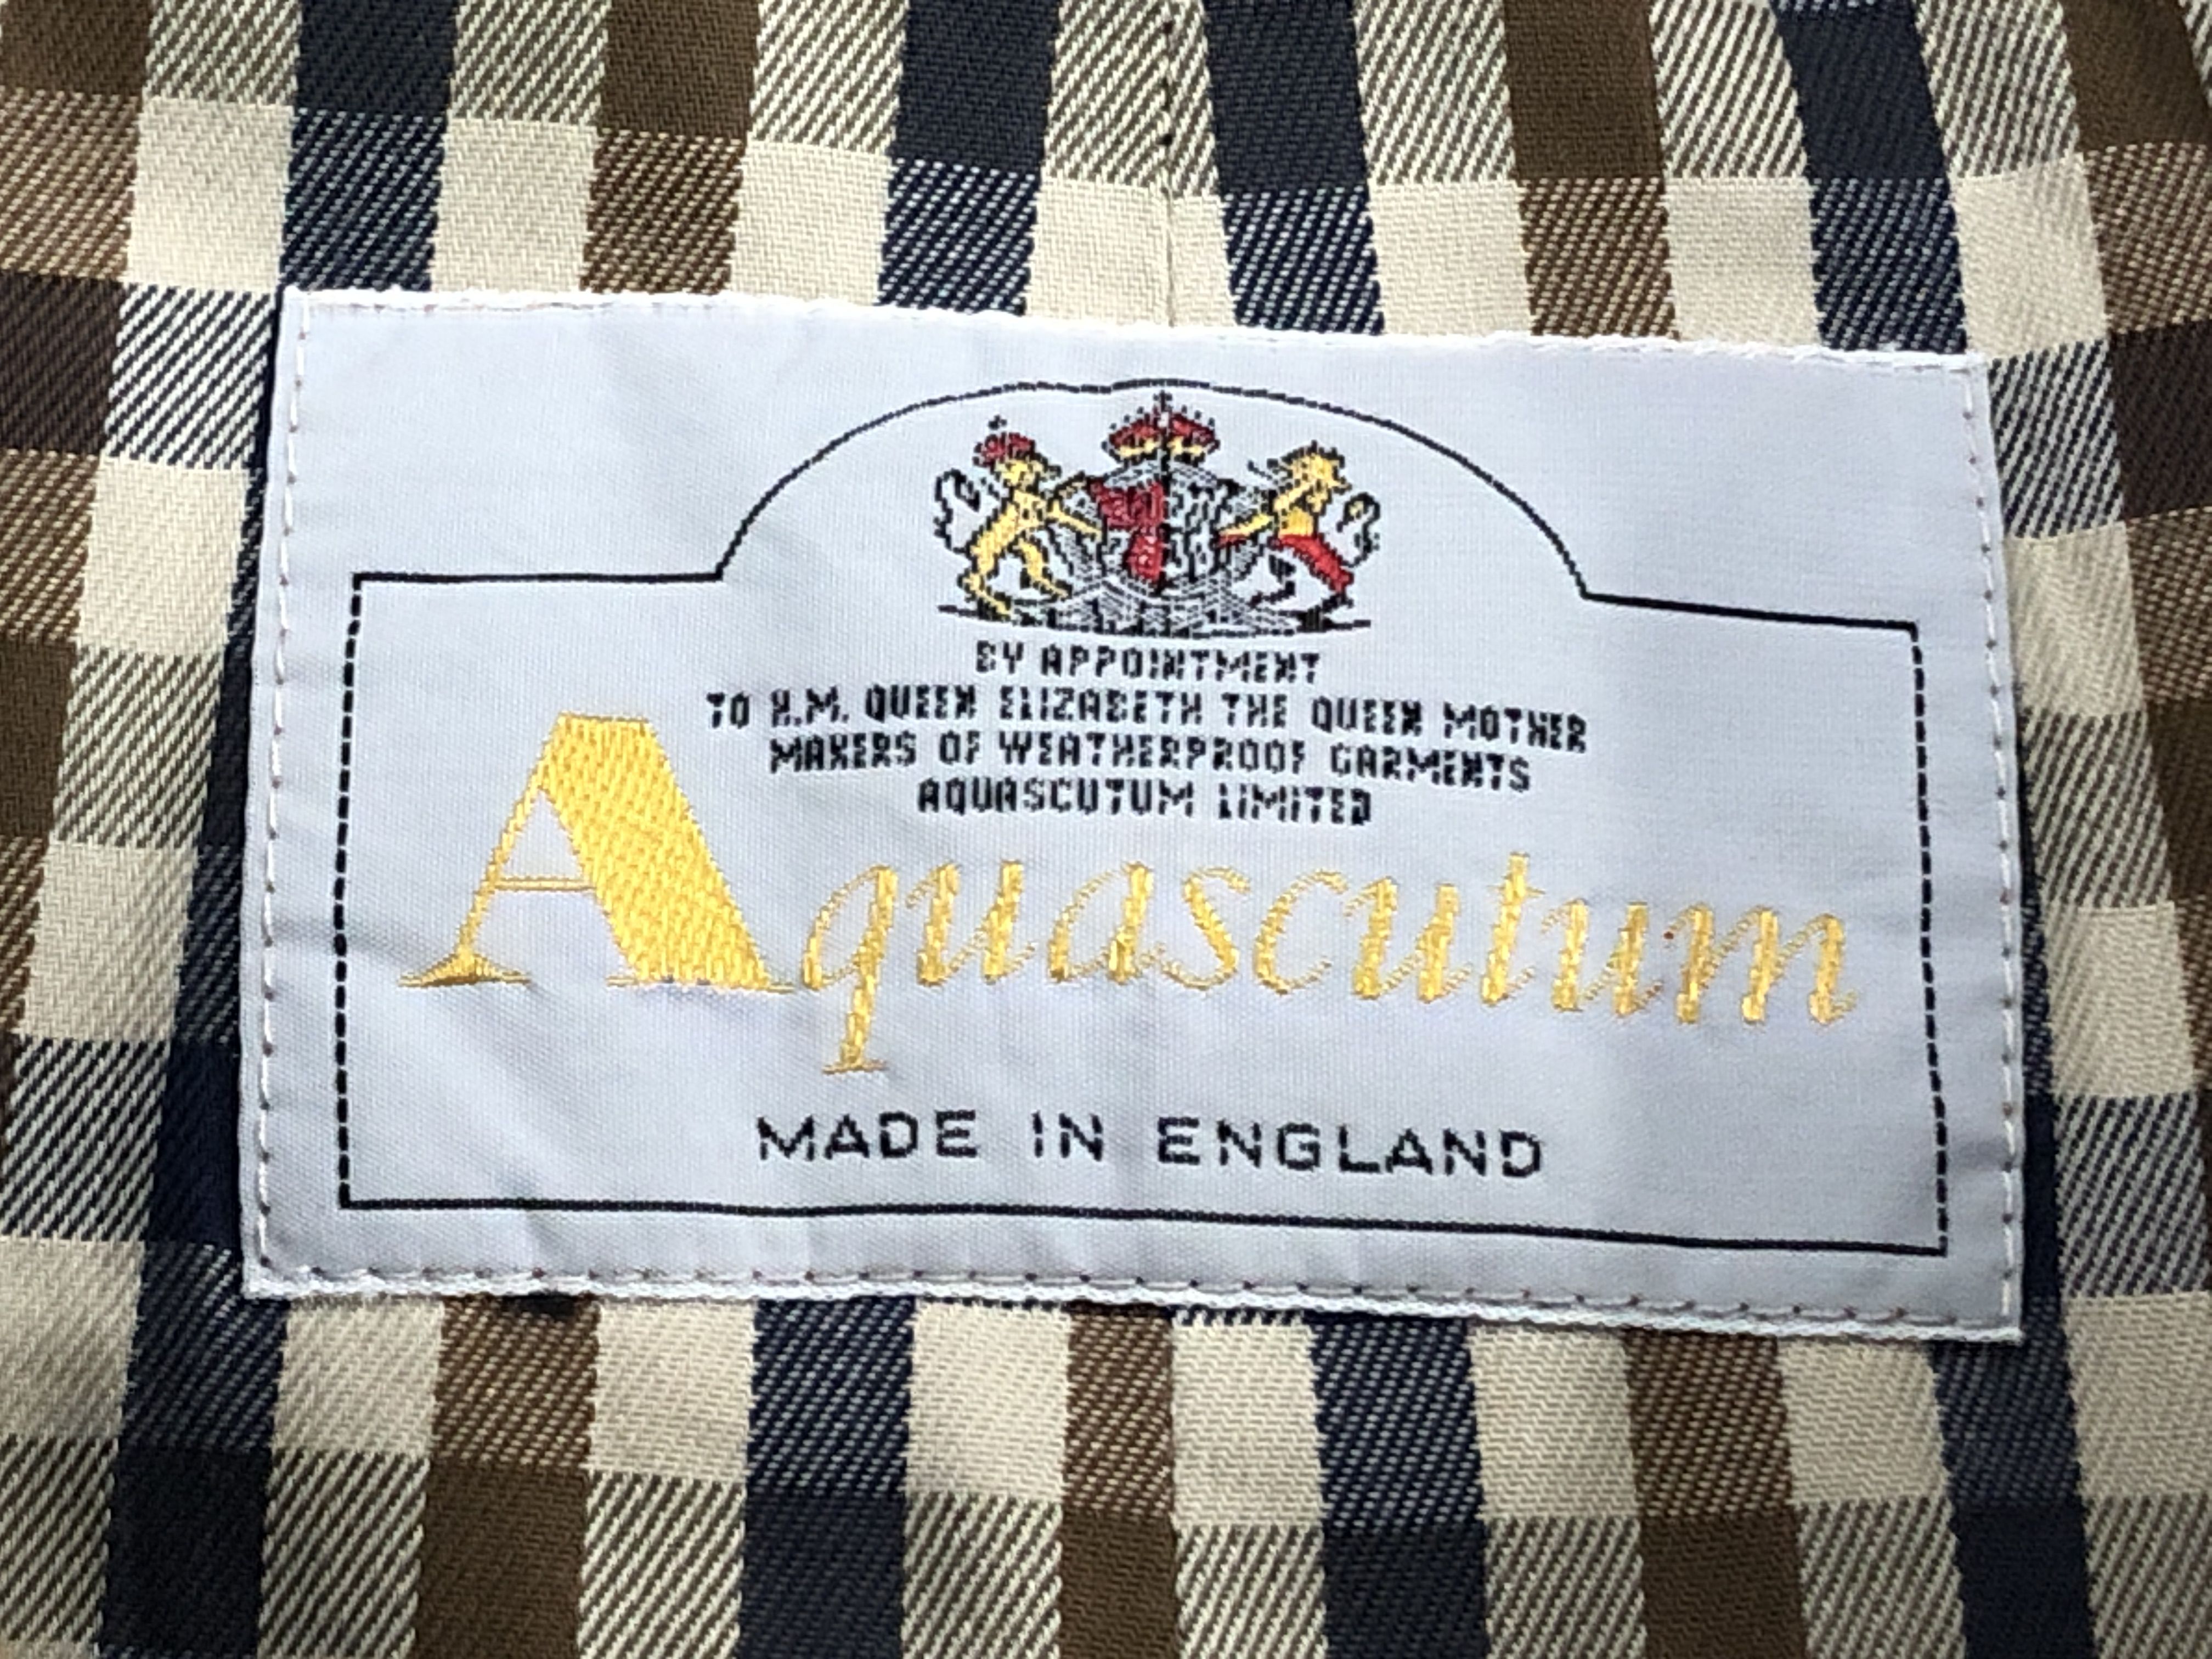 BY APPOINTMENT
TO H.M. QUEEN ELIZABETH THE QUEEN MOTHER
MAKERS OF WEATHERPROOF GARMENTS
AQUASCUTUM LIMITED
Aquascutum
MADE IN ENGLAND